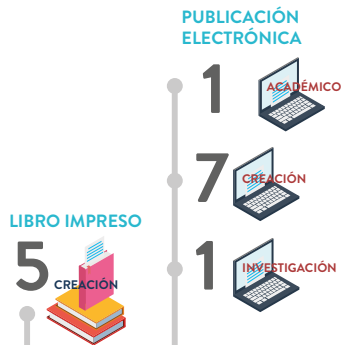 PUBLICACIÓN
ELECTRÓNICA
1
ACADÉMICO
7
CREACIÓN
LIBRO IMPRESO
5
CREACIÓN
1
INVESTIGACIÓN